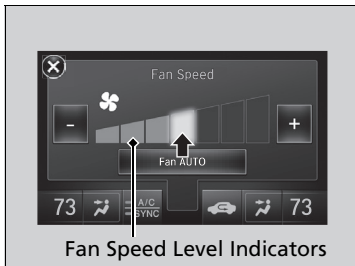 Fan Speed
-
+
Fan AUTO
73 A/C SYNC 73
Fan Speed Level Indicators